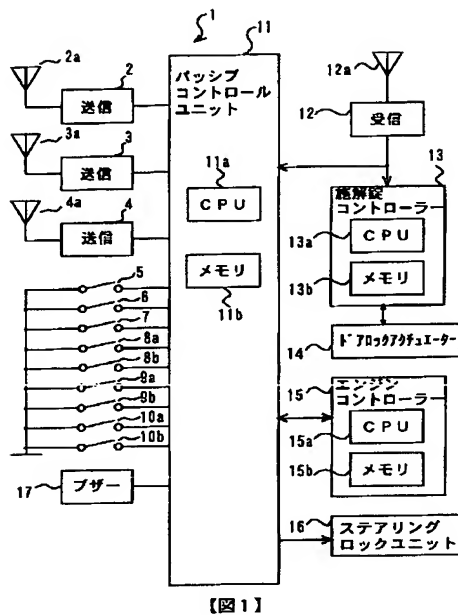 1
11
2a
2
送信
パッシブ
コントロール
ユニット
12a
3a
3
送信
12
受信
11a
CPU
13
施解錠
コントローラー
4a
4
送信
13a
CPU
メモリ
11b
13b
メモリ
5
6
7
8a
8b
9a
9b
10a
10b
ドアロックアクチュエーター
14
15
エンジン
コントローラー
15a
CPU
15b
メモリ
17
ブザー
16
ステアリング
ロックユニット
【図1】